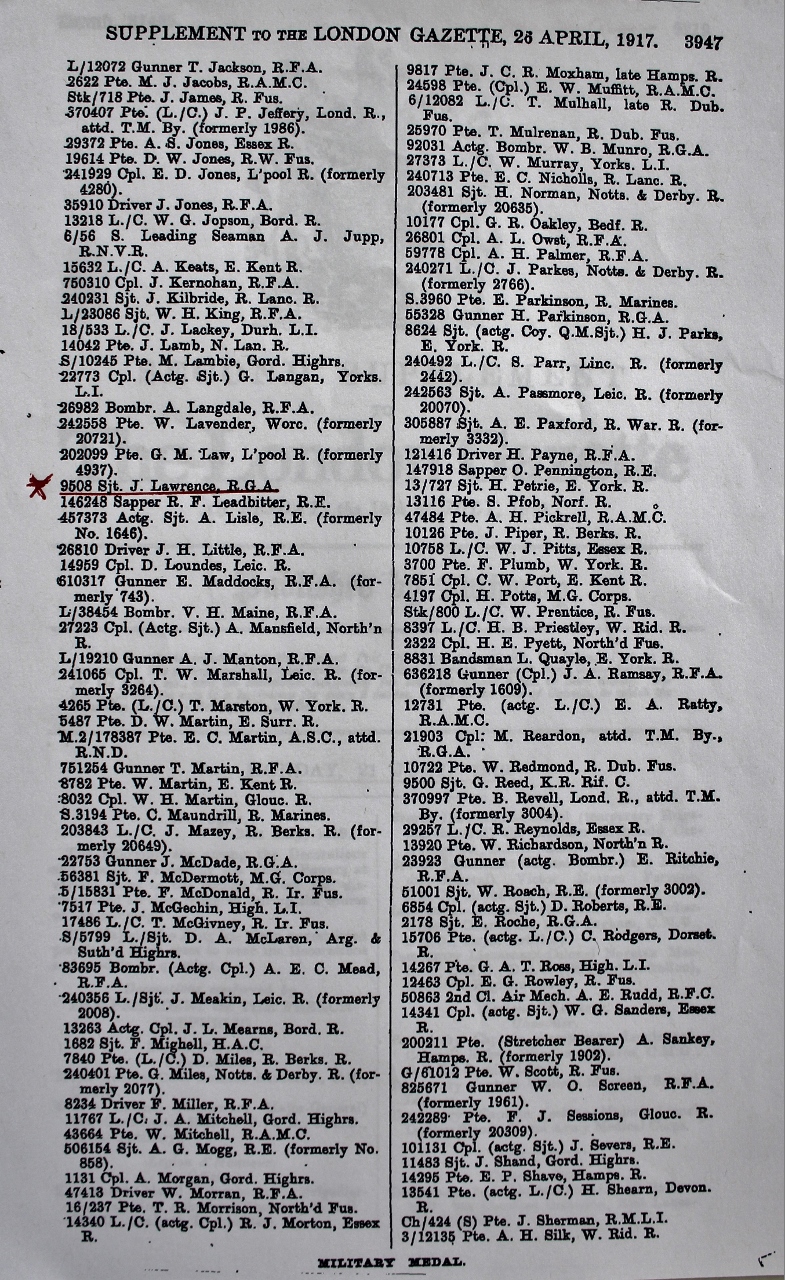 SUPPLEMENT TO THE LONDON GAZETTE, 26 APRIL, 1917. 3947
L/12072 Gunner T. Jackson, R.F.A.
2622 Pte. M. J. Jacobs, R.A.M.C.
Stk/718 Pte. J. James, R. Fus.
370407 Pte. (L./C.) J. P. Jeffery, Lond. R.,
attd. T.M. By. (formerly 1986).
29372 Pte. A. S. Jones, Essex R.
19614 Pte. D. W. Jones, R.W. Fus.
241929 Cpl. E. D. Jones, L'pool R. (formerly
4280).
35910 Driver J. Jones, R.F.A.
13218 L./C. W. G. Jopson, Bord. R.
6/56 S. Leading Seaman A. J. Jupp,
R.N.V.R.
15632 L./C. A. Keats, E. Kent R.
750310 Cpl. J. Kernohan, R.F.A.
240231 Sjt. J. Kilbride, R. Lanc. R.
L/23086 Sjt. W. H. King, R.F.A.
18/533 L./C. J. Lackey, Durh. L.I.
14042 Pte. J. Lamb, N. Lan. R.
S/10245 Pte. M. Lambie, Gord. Highrs.
22773 Cpl. (Actg. Sjt.) G. Langan, Yorks.
L.I.
26982 Bombr. A. Langdale, R.F.A.
242558 Pte. W. Lavender, Worc. (formerly
20721).
202099 Pte. G. M. Law, L'pool R. (formerly
4937).
9508 Sjt. J. Lawrence, R.G.A.
146248 Sapper R. F. Leadbitter, R.E.
457373 Actg. Sjt. A. Lisle, R.E. (formerly
No. 1646).
26810 Driver J. H. Little, R.F.A.
14959 Cpl. D. Loundes, Leic. R.
610317 Gunner E. Maddocks, R.F.A. (for-
merly 743).
L/38454 Bombr. V. H. Maine, R.F.A.
27223 Cpl. (Actg. Sjt.) A. Mansfield, North'n
R.
L/19210 Gunner A. J. Manton, R.F.A.
241065 Cpl. T. W. Marshall, Leic. R. (for-
merly 3264).
4265 Pte. (L./C.) T. Marston, W. York. R.
5487 Pte. D. W. Martin, E. Surr. R.
M.2/178387 Pte. E. C. Martin, A.S.C., attd.
R.N.D.
751254 Gunner T. Martin, R.F.A.
8782 Pte. W. Martin, E. Kent R.
8032 Cpl. W. H. Martin, Glouc. R.
S.3194 Pte. C. Maundrill, R. Marines.
203843 L./C. J. Mazey, R. Berks. R. (for-
merly 20649).
22753 Gunner J. McDade, R.G.A.
56381 Sjt. F. McDermott, M.G. Corps.
5/15831 Pte. F. McDonald, R. Ir. Fus.
7517 Pte. J. McGechin, High. L.I.
17486 L./C. T. McGivney, R. Ir. Fus.
S/5799 L./Sjt. D. A. McLaren, Arg. &
Suth'd Highrs.
83695 Bombr. (Actg. Cpl.) A. E. C. Mead,
R.F.A.
240356 L./Sjt. J. Meakin, Leic. R. (formerly
2008).
13263 Actg. Cpl. J. L. Mearns, Bord. R.
1682 Sjt. F. Mighell, H.A.C.
7840 Pte. (L./C.) D. Miles, R. Berks. R.
240401 Pte. G. Miles, Notts. & Derby. R. (for-
merly 2077).
8234 Driver F. Miller, R.F.A.
11767 L./C. J. A. Mitchell, Gord. Highrs.
43664 Pte. W. Mitchell, R.A.M.C.
506154 Sjt. A. G. Mogg, R.E. (formerly No.
858).
1131 Cpl. A. Morgan, Gord. Highrs.
47413 Driver W. Morran, R.F.A.
16/237 Pte. T. R. Morrison, North'd Fus.
14340 L./C. (actg. Cpl.) R. J. Morton, Essex
R.
9817 Pte. J. C. R. Moxham, late Hamps. R.
24598 Pte. (Cpl.) E. W. Muffitt, R.A.M.C.
6/12082 L./C. T. Mulhall, late R. Dub.
Fus.
25970 Pte. T. Mulrenan, R. Dub. Fus.
92031 Actg. Bombr. W. B. Munro, R.G.A.
27373 L./C. W. Murray, Yorks. L.I.
240713 Pte. E. C. Nicholls, R. Lanc. R.
203481 Sjt. H. Norman, Notts. & Derby. R.
(formerly 20635).
10177 Cpl. G. R. Oakley, Bedf. R.
26801 Cpl. A. L. Owst, R.F.A.
59778 Cpl. A. H. Palmer, R.F.A.
240271 L./C. J. Parkes, Notts. & Derby. R.
(formerly 2766).
S.3960 Pte. E. Parkinson, R. Marines.
55328 Gunner H. Parkinson, R.G.A.
8624 Sjt. (actg. Coy. Q.M.Sjt.) H. J. Parks,
E. York. R.
240492 L./C. S. Parr, Linc. R. (formerly
2442).
242563 Sjt. A. Passmore, Leic. R. (formerly
20070).
305887 Sjt. A. E. Paxford, R. War. R. (for-
merly 3332).
121416 Driver H. Payne, R.F.A.
147918 Sapper O. Pennington, R.E.
13/727 Sjt. H. Petrie, E. York. R.
13116 Pte. S. Pfob, Norf. R.
47484 Pte. A. H. Pickrell, R.A.M.C.
10126 Pte. J. Piper, R. Berks. R.
10758 L./C. W. J. Pitts, Essex R.
3700 Pte. F. Plumb, W. York. R.
7851 Cpl. C. W. Port, E. Kent R.
4197 Cpl. H. Potts, M.G. Corps.
Stk/800 L./C. W. Prentice, R. Fus.
8397 L./C. H. B. Priestley, W. Rid. R.
2322 Cpl. H. E. Pyett, North'd Fus.
8831 Bandsman L. Quayle, E. York. R.
636218 Gunner (Cpl.) J. A. Ramsay, R.F.A.
(formerly 1609).
12731 Pte. (actg. L./C.) E. A. Ratty,
R.A.M.C.
21903 Cpl. M. Reardon, attd. T.M. By.,
R.G.A.
10722 Pte. W. Redmond, R. Dub. Fus.
9500 Sjt. G. Reed, K.R. Rif. C.
370997 Pte. B. Revell, Lond. R., attd. T.M.
By. (formerly 3004).
29257 L./C. R. Reynolds, Essex R.
13920 Pte. W. Richardson, North'n R.
23923 Gunner (actg. Bombr.) E. Ritchie,
R.F.A.
51001 Sjt. W. Roach, R.E. (formerly 3002).
6854 Cpl. (actg. Sjt.) D. Roberts, R.E.
2178 Sjt. E. Roche, R.G.A.
15706 Pte. (actg. L./C.) C. Rodgers, Dorset.
R.
14267 Pte. G. A. T. Ross, High. L.I.
12463 Cpl. E. G. Rowley, R. Fus.
50863 2nd Cl. Air Mech. A. E. Rudd, R.F.C.
14341 Cpl. (actg. Sjt.) W. G. Sanders, Essex
R.
200211 Pte. (Stretcher Bearer) A. Sankey,
Hamps. R. (formerly 1902).
G/61012 Pte. W. Scott, R. Fus.
825671 Gunner W. O. Screen, R.F.A.
(formerly 1961).
242289 Pte. F. J. Sessions, Glouc. R.
(formerly 20309).
101131 Cpl. (actg. Sjt.) J. Severs, R.E.
11483 Sjt. J. Shand, Gord. Highrs.
14295 Pte. E. P. Shave, Hamps. R.
13541 Pte. (actg. L./C.) H. Shearn, Devon.
R.
Ch/424 (S) Pte. J. Sherman, R.M.L.I.
3/12135 Pte. A. H. Silk, W. Rid. R.
MILITARY MEDAL.